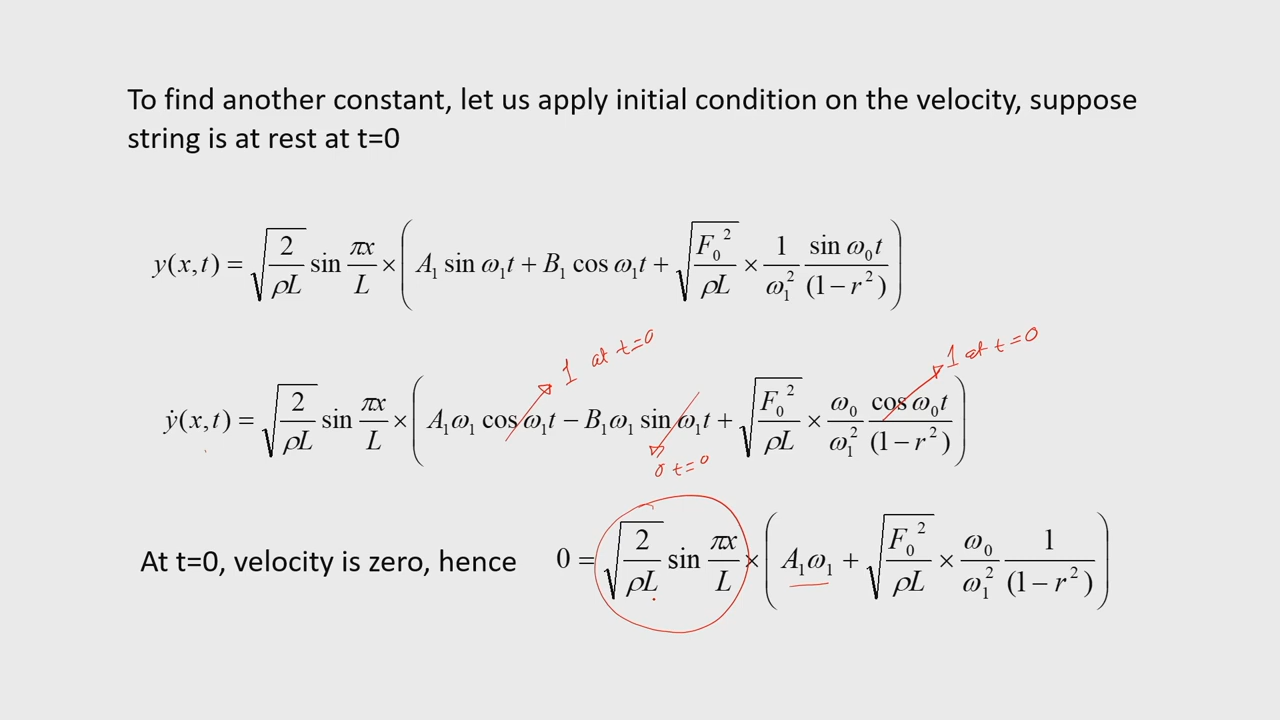 To find another constant, let us apply initial condition on the velocity, suppose
string is at rest at t=0
y(x,t) = √(2/ρL) sin πx/L × ( A₁ sin ω₁t + B₁ cos ω₁t + √(F₀²/ρL) × 1/ω₁² sin ω₀t/(1−r²) )
1 at t=0
1 at t=0
ẏ(x,t) = √(2/ρL) sin πx/L × ( A₁ω₁ cos ω₁t − B₁ω₁ sin ω₁t + √(F₀²/ρL) × ω₀/ω₁² cos ω₀t/(1−r²) )
0 t=0
At t=0, velocity is zero, hence 0 = √(2/ρL) sin πx/L × ( A₁ω₁ + √(F₀²/ρL) × ω₀/ω₁² 1/(1−r²) )